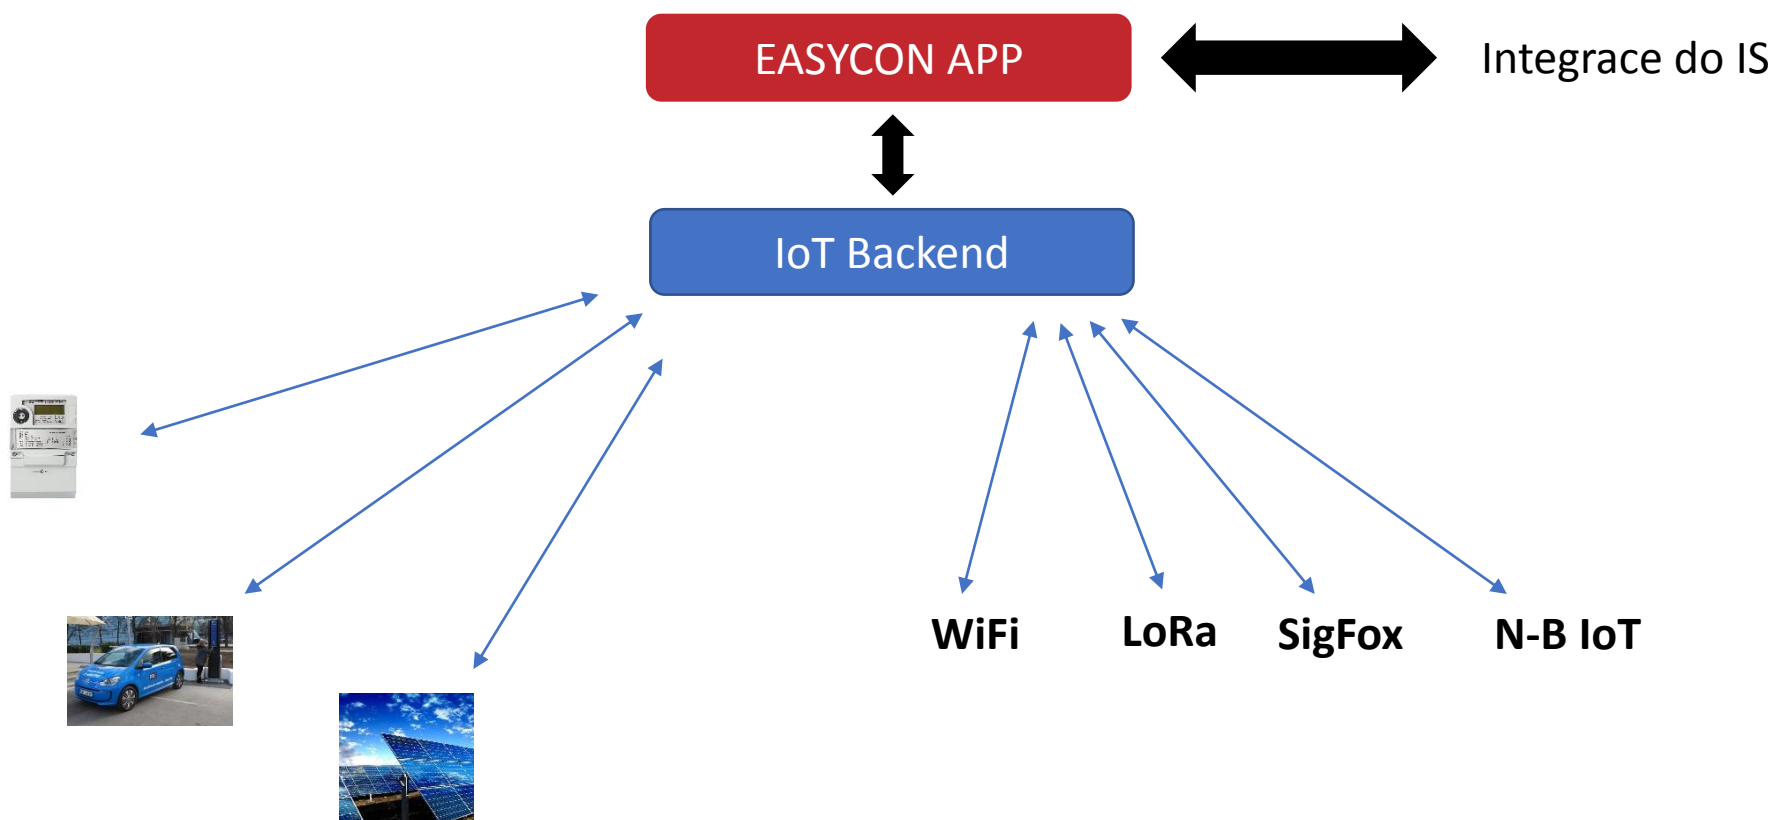 EASYCON APP
Integrace do IS
IoT Backend
WiFi
LoRa
SigFox
N-B IoT